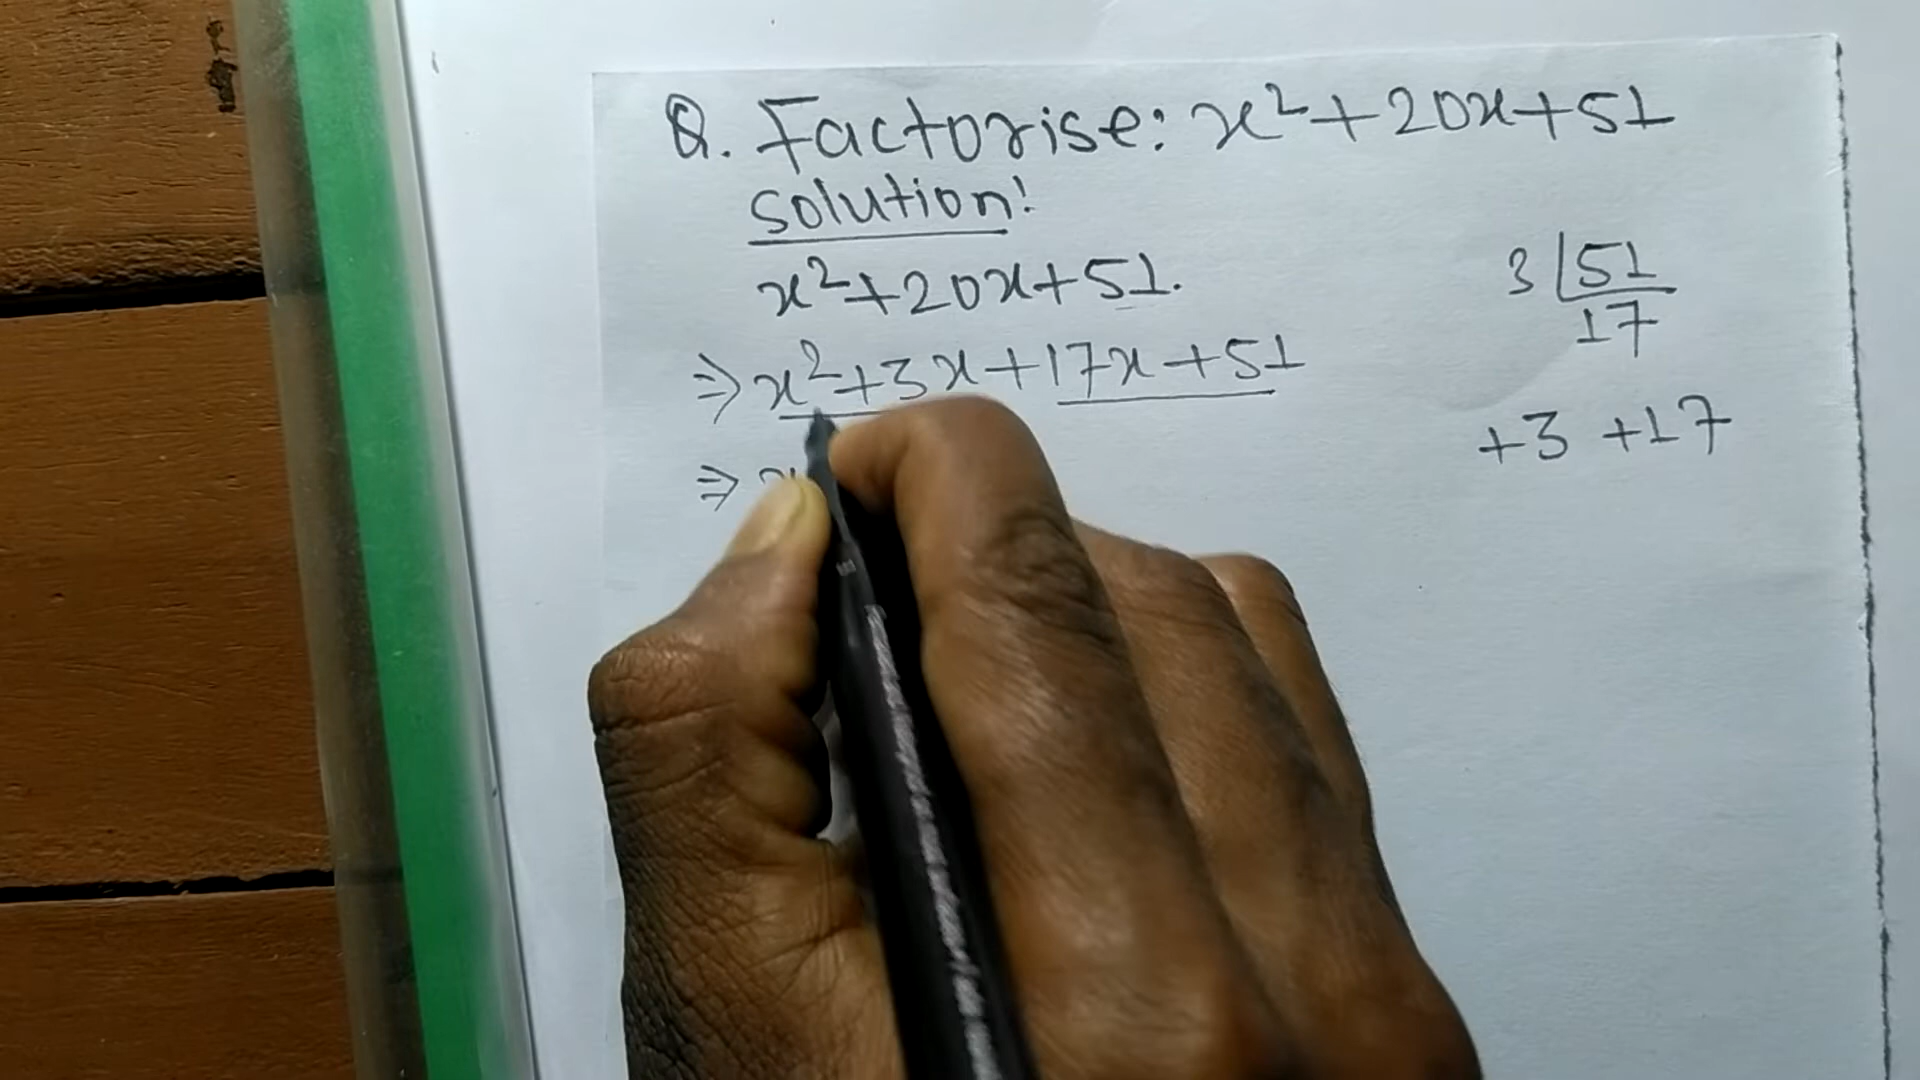 Q. Factorise: x²+20x+51
Solution!
x²+20x+51.
⇒ x²+3x+17x+51
⇒ x
3 51
17
+3 +17